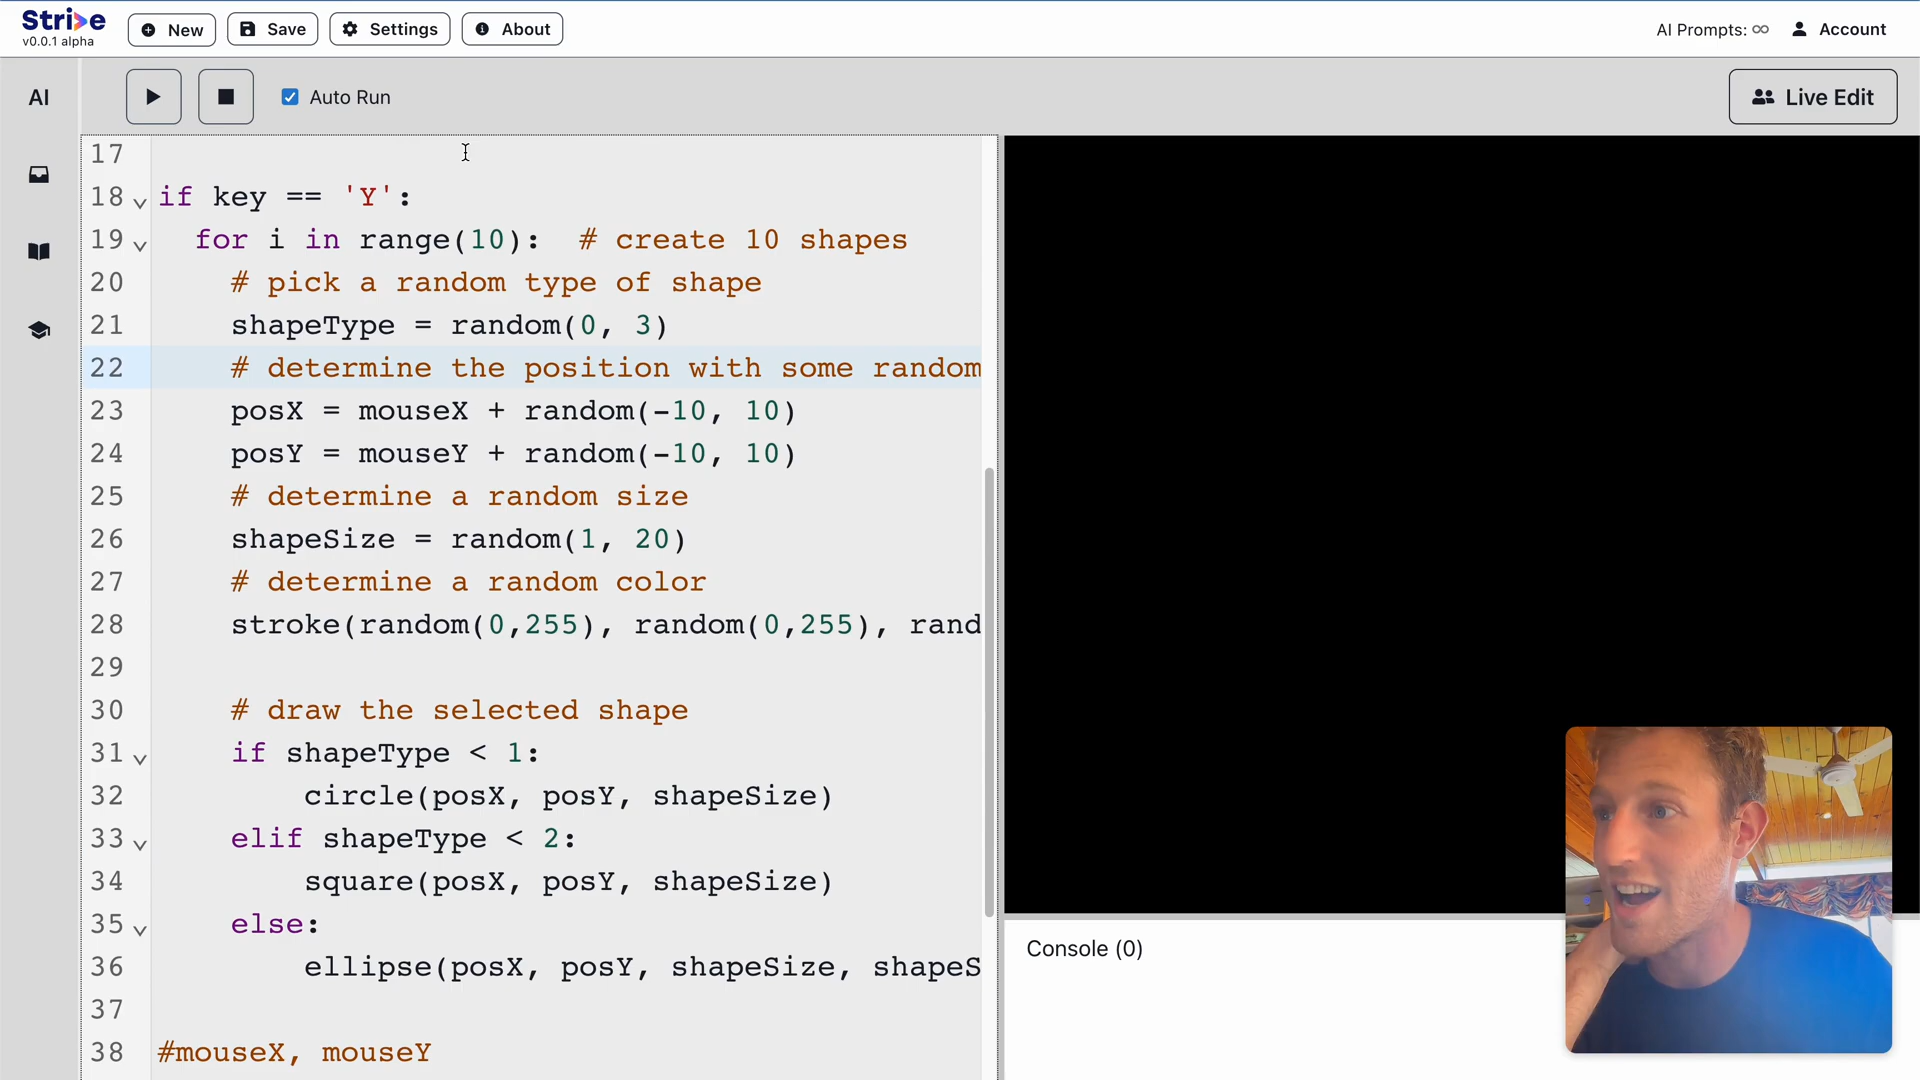 Strive
v0.0.1 alpha
New
Save
Settings
About
AI Prompts: ∞
Account
AI
Auto Run
Live Edit
17
18 if key == 'Y':
19   for i in range(10):  # create 10 shapes
20     # pick a random type of shape
21     shapeType = random(0, 3)
22     # determine the position with some random
23     posX = mouseX + random(-10, 10)
24     posY = mouseY + random(-10, 10)
25     # determine a random size
26     shapeSize = random(1, 20)
27     # determine a random color
28     stroke(random(0,255), random(0,255), rand
29
30     # draw the selected shape
31     if shapeType < 1:
32         circle(posX, posY, shapeSize)
33     elif shapeType < 2:
34         square(posX, posY, shapeSize)
35     else:
36         ellipse(posX, posY, shapeSize, shapeS
37
38 #mouseX, mouseY
Console (0)